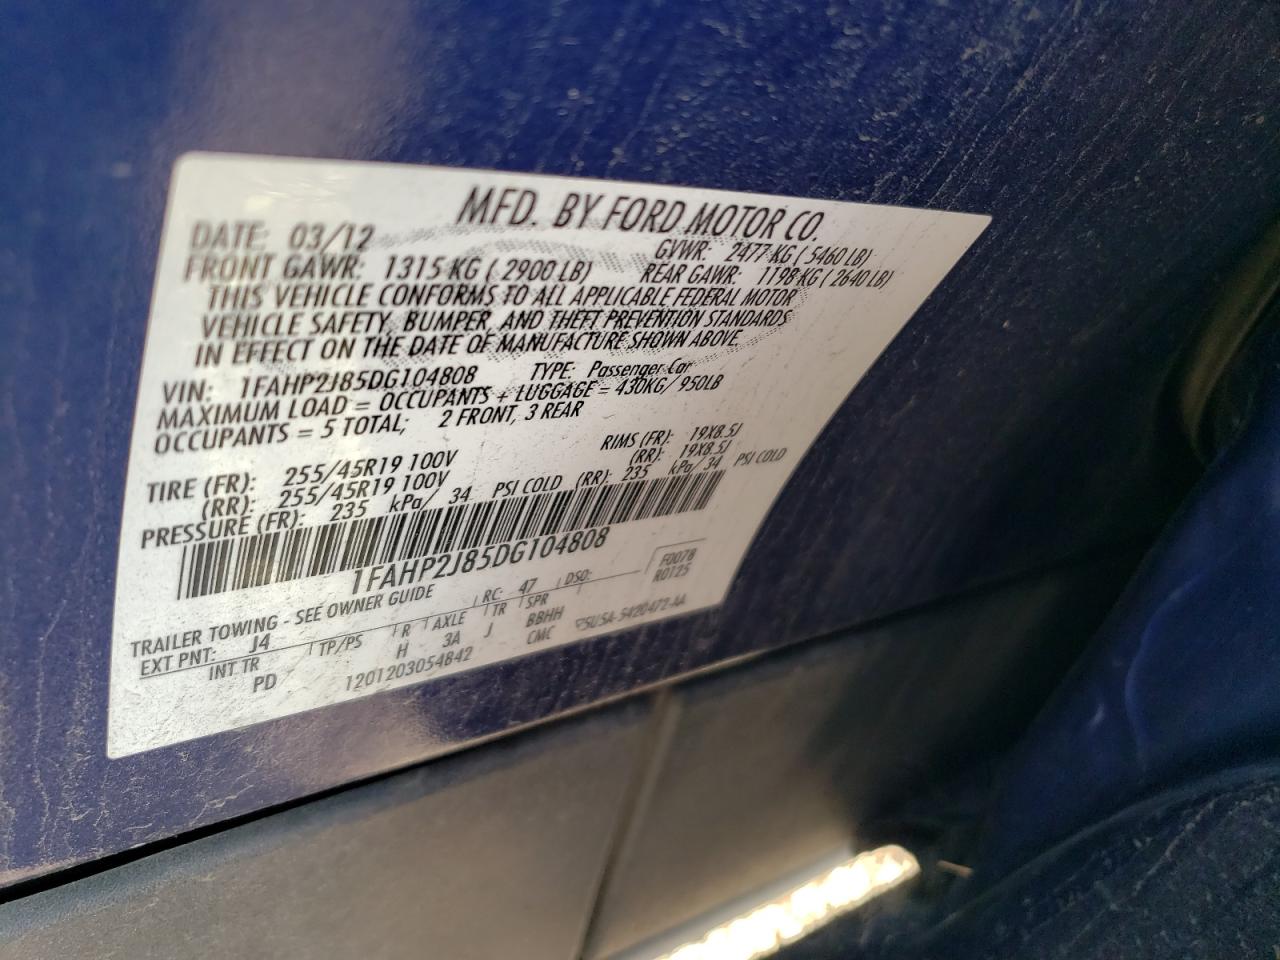 MFD. BY FORD MOTOR CO.
DATE: 03/12 GVWR: 2477 KG ( 5460 LB)
FRONT GAWR: 1315 KG ( 2900 LB) REAR GAWR: 1198 KG ( 2640 LB)
THIS VEHICLE CONFORMS TO ALL APPLICABLE FEDERAL MOTOR
VEHICLE SAFETY, BUMPER, AND THEFT PREVENTION STANDARDS
IN EFFECT ON THE DATE OF MANUFACTURE SHOWN ABOVE.
VIN: 1FAHP2J85DG104808 TYPE: Passenger Car
MAXIMUM LOAD = OCCUPANTS + LUGGAGE = 430KG/ 950LB
OCCUPANTS = 5 TOTAL; 2 FRONT, 3 REAR
TIRE (FR): 255/45R19 100V RIMS (FR): 19X8.5J
(RR): 255/45R19 100V (RR): 19X8.5J
PRESSURE (FR): 235 kPa/ 34 PSI COLD (RR): 235 kPa/ 34 PSI COLD
1FAHP2J85DG104808
TRAILER TOWING - SEE OWNER GUIDE
F0078
R0125
EXT PNT: J4 RC: 47 DSO:
INT TR TP/PS R AXLE TR SPR
PD H 3A J BBHH
1201203054842 CMC 5U5A-5420472-AA